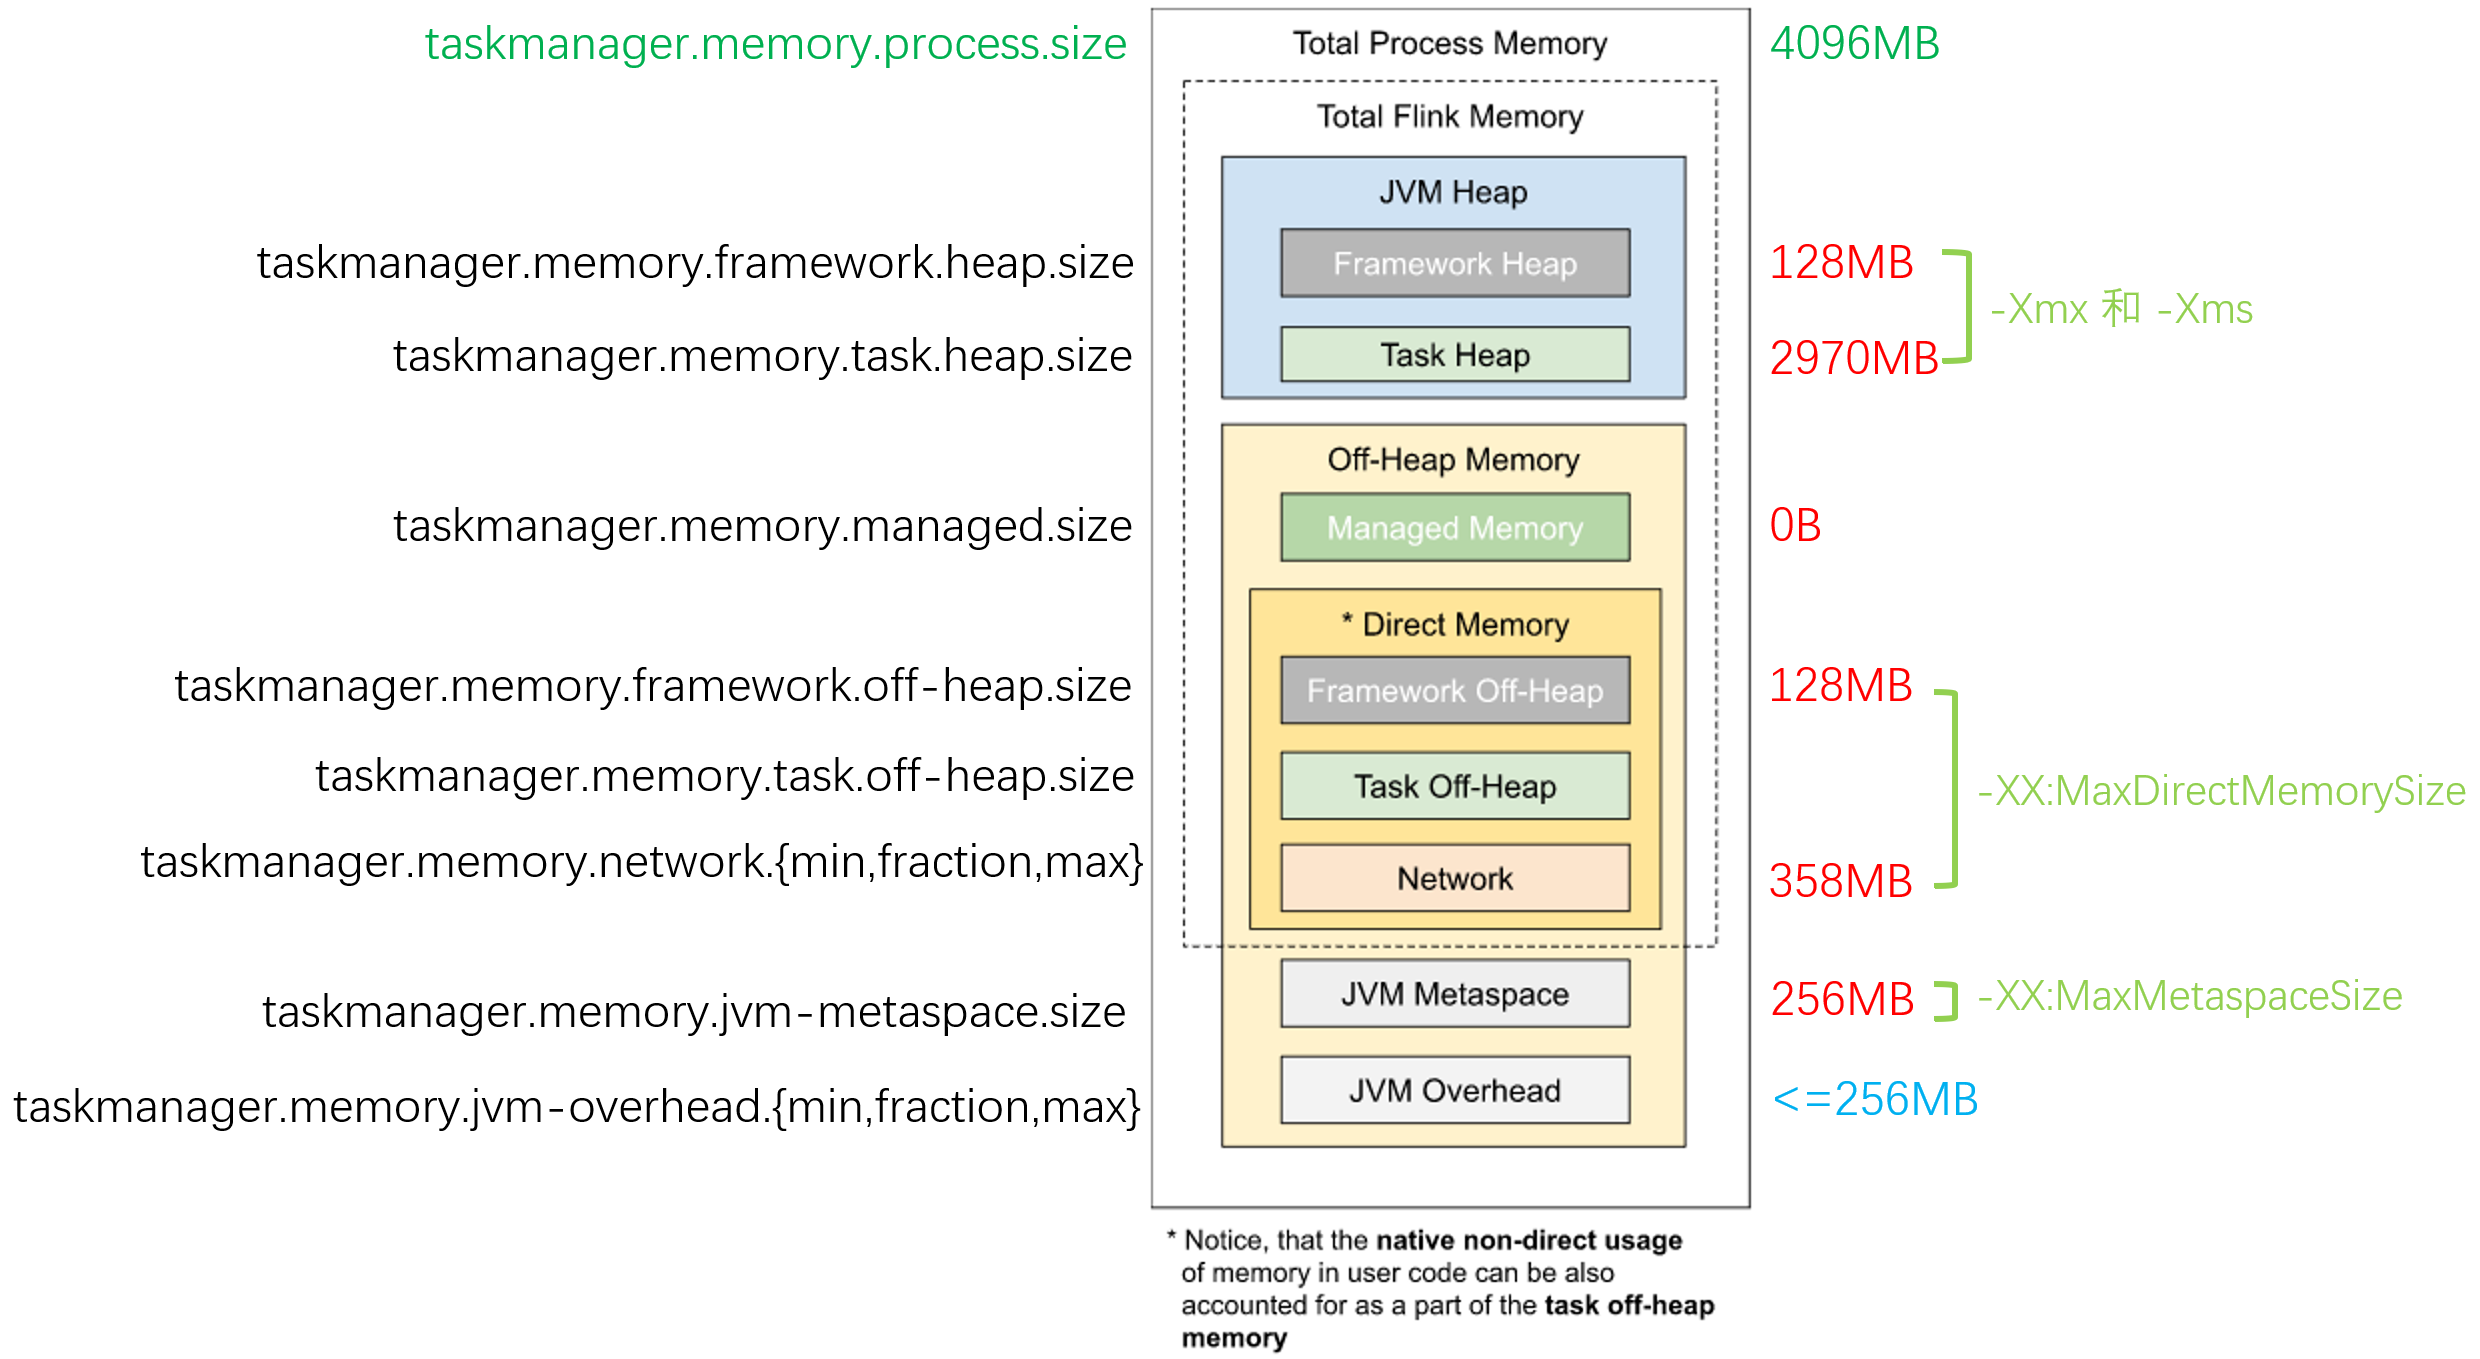 taskmanager.memory.process.size
Total Process Memory
4096MB
Total Flink Memory
JVM Heap
taskmanager.memory.framework.heap.size
Framework Heap
128MB
-Xmx 和 -Xms
taskmanager.memory.task.heap.size
Task Heap
2970MB
Off-Heap Memory
taskmanager.memory.managed.size
Managed Memory
0B
* Direct Memory
taskmanager.memory.framework.off-heap.size
Framework Off-Heap
128MB
taskmanager.memory.task.off-heap.size
Task Off-Heap
-XX:MaxDirectMemorySize
taskmanager.memory.network.{min,fraction,max}
Network
358MB
taskmanager.memory.jvm-metaspace.size
JVM Metaspace
256MB
-XX:MaxMetaspaceSize
taskmanager.memory.jvm-overhead.{min,fraction,max}
JVM Overhead
<=256MB
* Notice, that the native non-direct usage
of memory in user code can be also
accounted for as a part of the task off-heap
memory